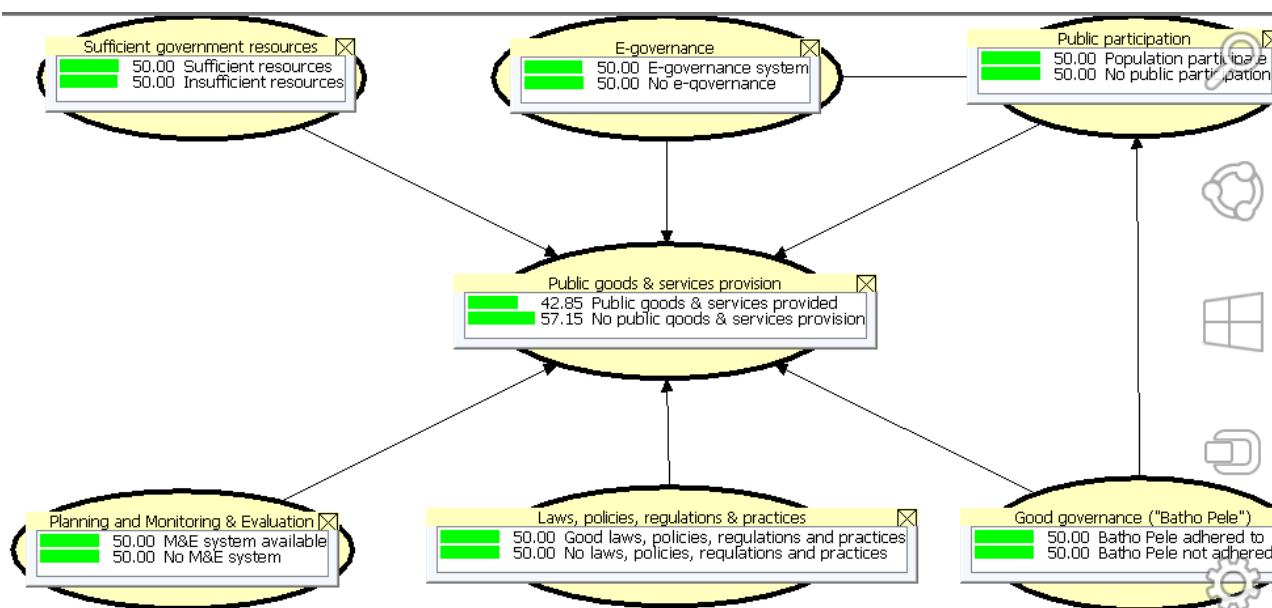 Sufficient government resources
50.00 Sufficient resources
50.00 Insufficient resources
E-governance
50.00 E-governance system
50.00 No e-governance
Public participation
50.00 Population participate
50.00 No public participation
Public goods & services provision
42.85 Public goods & services provided
57.15 No public goods & services provision
Planning and Monitoring & Evaluation
50.00 M&E system available
50.00 No M&E system
Laws, policies, regulations & practices
50.00 Good laws, policies, regulations and practices
50.00 No laws, policies, regulations and practices
Good governance ("Batho Pele")
50.00 Batho Pele adhered to
50.00 Batho Pele not adhered